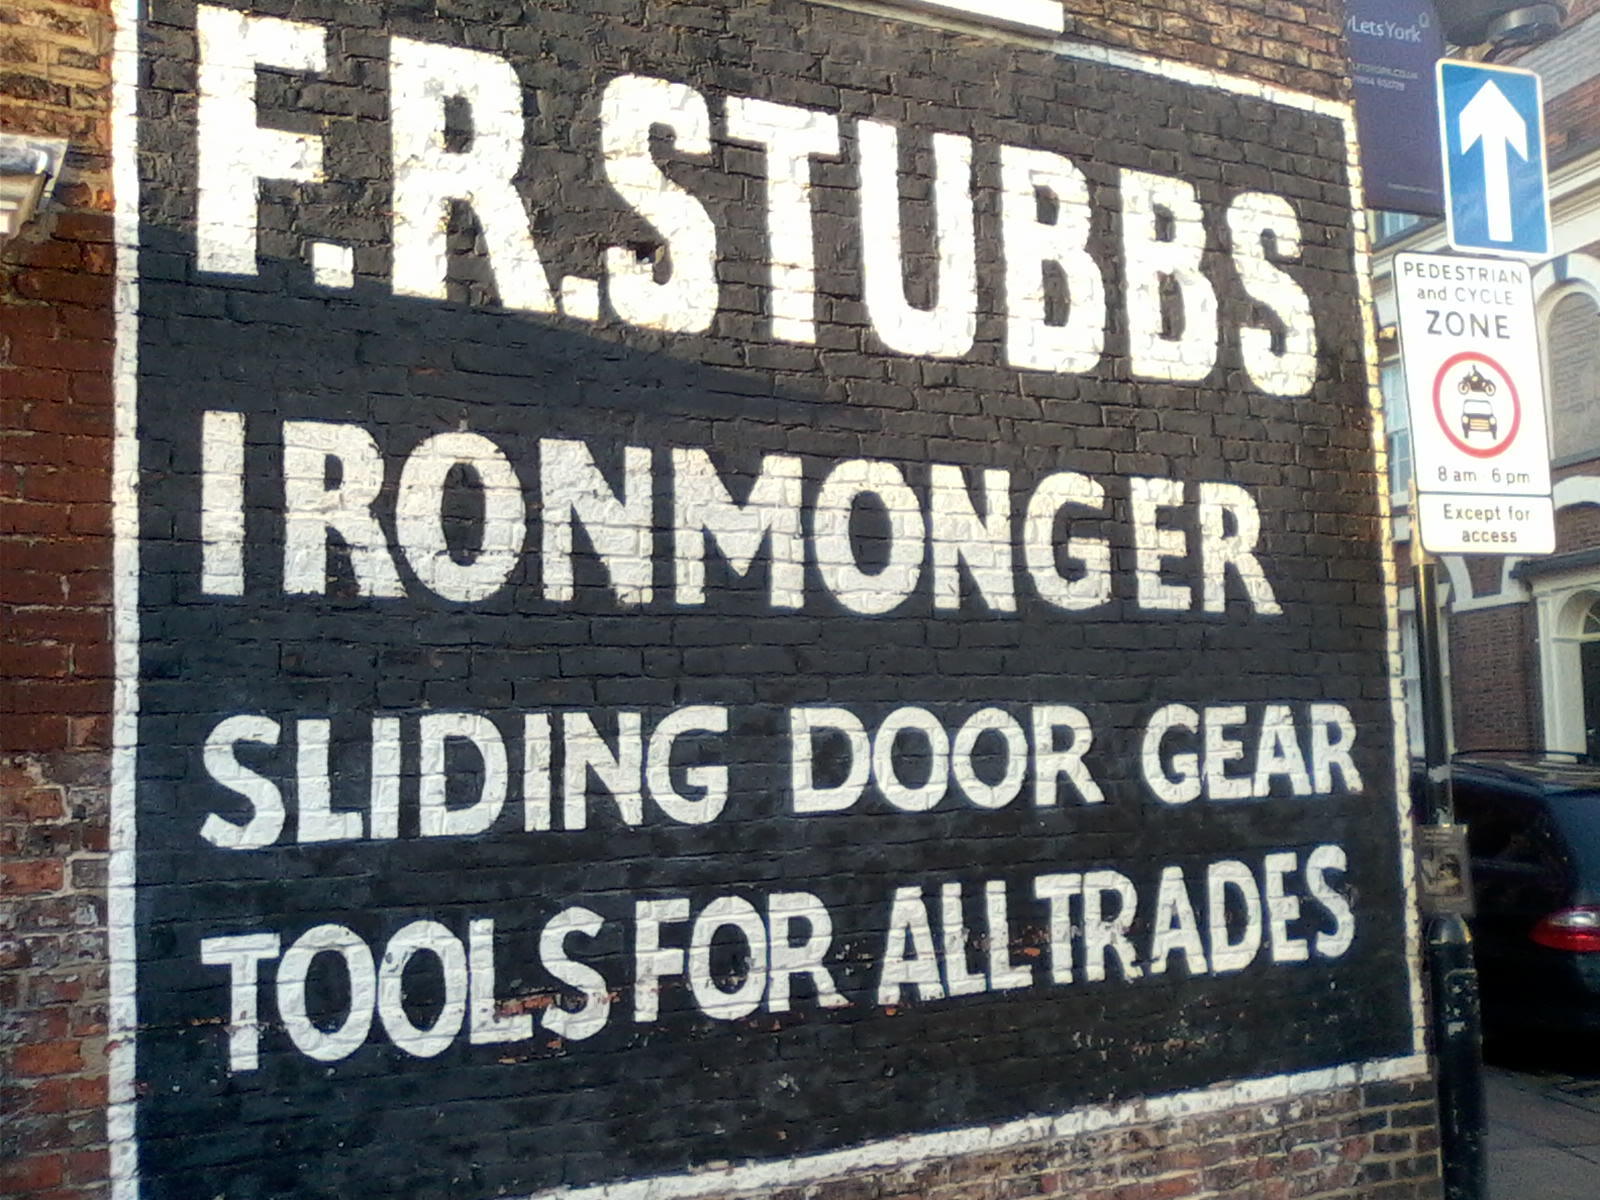 F.R.STUBBS
IRONMONGER
SLIDING DOOR GEAR
TOOLS FOR ALL TRADES
LetsYork
PEDESTRIAN
and CYCLE
ZONE
8 am 6 pm
Except for
access